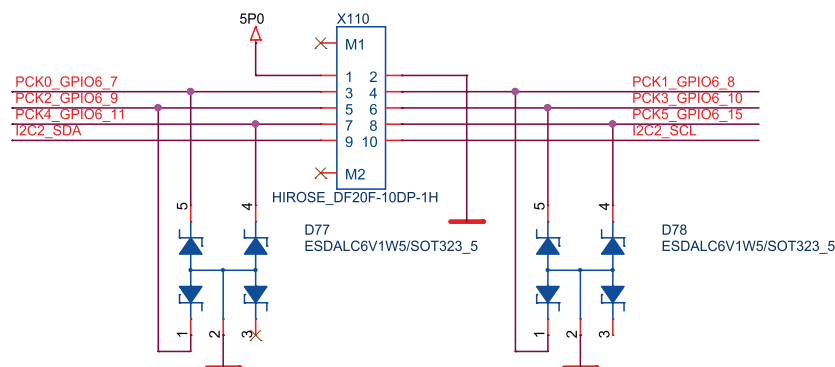 5P0
X110
M1
1 2
PCK0_GPIO6_7 3 4 PCK1_GPIO6_8
PCK2_GPIO6_9 5 6 PCK3_GPIO6_10
PCK4_GPIO6_11 7 8 PCK5_GPIO6_15
I2C2_SDA 9 10 I2C2_SCL
M2
HIROSE_DF20F-10DP-1H
5 4 5 4
D77 D78
ESDALC6V1W5/SOT323_5 ESDALC6V1W5/SOT323_5
1 2 3 1 2 3